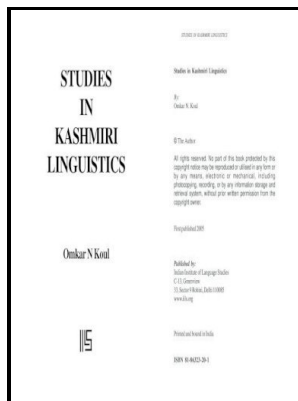 STUDIES
IN
KASHMIRI
LINGUISTICS
Omkar N Koul
STUDIES IN KASHMIRI LINGUISTICS
Studies in Kashmiri Linguistics
By
Omkar N. Koul
© The Author
All rights reserved. No part of this book protected by this
copyright notice may be reproduced or utilized in any form or
by any means, electronic or mechanical, including
photocopying, recording, or by any information storage and
retrieval system, without prior written permission from the
copyright owner.
First published 2005
Published by:
Indian Institute of Language Studies
Printed and bound in India